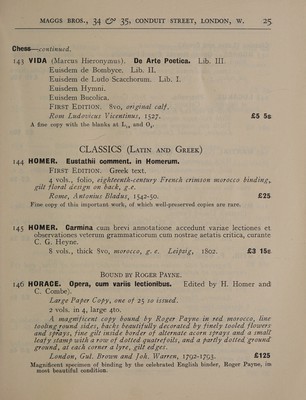 MAGGS BROS., 34 & 35, CONDUIT STREET, LONDON, W. 25
Chess—continued.
143 VIDA (Marcus Hieronymus). De Arte Poetica. Lib. III.
Euisdem de Bombyce. Lib. II.
Euisdem de Ludo Scacchorum. Lib. I.
Euisdem Hymni.
Euisdem Bucolica.
FIRST EDITION. 8vo, original calf.
Rom Ludovicus Vicentinus, 1527. £5 5s
A fine copy with the blanks at
CLASSICS (LATIN AND GREEK)
144 HOMER. Eustathii comment. in Homerum.
FIRST EDITION. Greek text.
4 vols., folio, eighteenth-century French crimson morocco binding,
gilt floral design on back, g.e.
Rome, Antonius Bladus, 1542-50. £25
Fine copy of this important work, of which well-preserved copies are rare.
145 HOMER. Carmina cum brevi annotatione accedunt variae lectiones et
observationes veterum grammaticorum cum nostrae aetatis critica, curante
C. G. Heyne.
8 vols., thick 8vo, morocco, g. e. Leipzig, 1802. £3 15s
BOUND BY ROGER PAYNE.
146 HORACE. Opera, cum variis lectionibus. Edited by H. Homer and
C. Combe).
Large Paper Copy, one of 25 so issued.
2 vols. in 4, large 4to.
A magnificent copy bound by Roger Payne in red morocco, line
tooling round sides, backs beautifully decorated by finely tooled flowers
and sprays, fine gilt inside border of alternate acorn sprays and a small
leafy stamp with a row of dotted quatrefoils, and a partly dotted ground
ground, at each corner a lyre, gilt edges.
London, Gul. Brown and Joh. Warren, 1792-1793. £125
Magnificent specimen of binding by the celebrated English binder, Roger Payne, in
most beautiful condition.